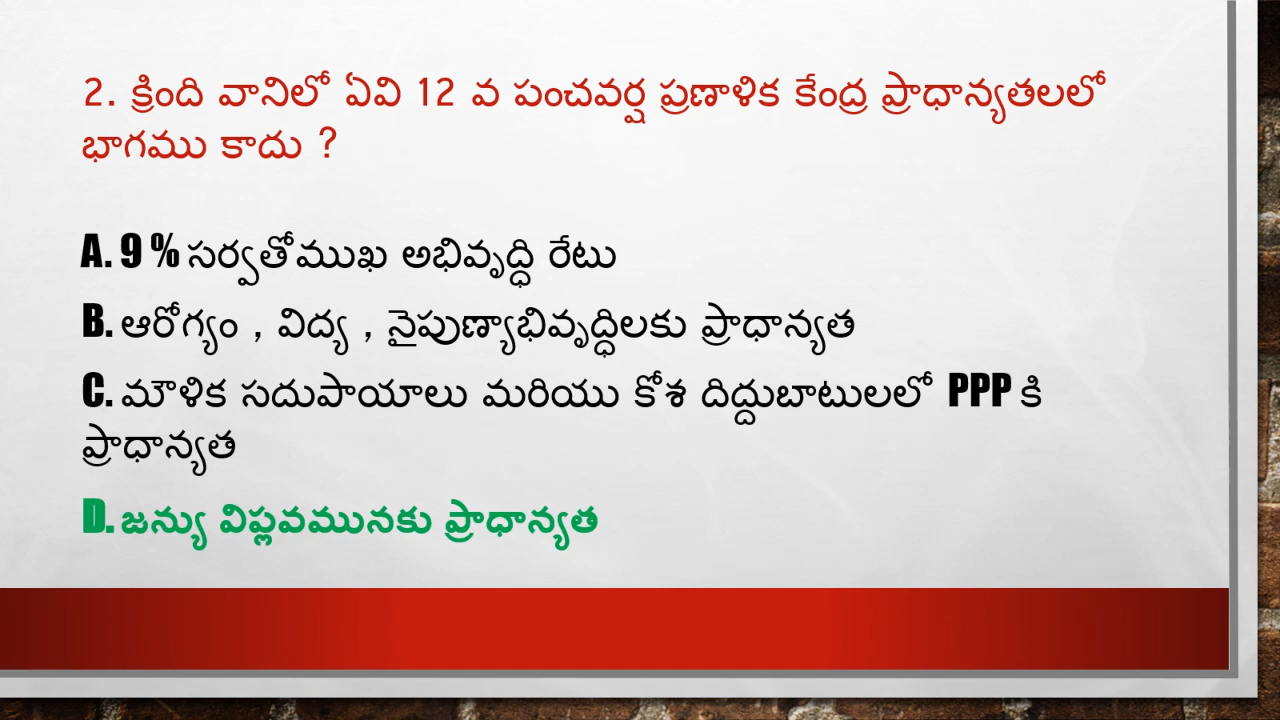 2. క్రింది వానిలో ఏవి 12 వ పంచవర్ష ప్రణాళిక కేంద్ర ప్రాధాన్యతలలో
భాగము కాదు ?
A. 9 % సర్వతోముఖ అభివృద్ధి రేటు
B. ఆరోగ్యం , విద్య , నైపుణ్యాభివృద్ధిలకు ప్రాధాన్యత
C. మౌళిక సదుపాయాలు మరియు కోశ దిద్దుబాటులలో PPP కి
ప్రాధాన్యత
D. జన్యు విప్లవమునకు ప్రాధాన్యత